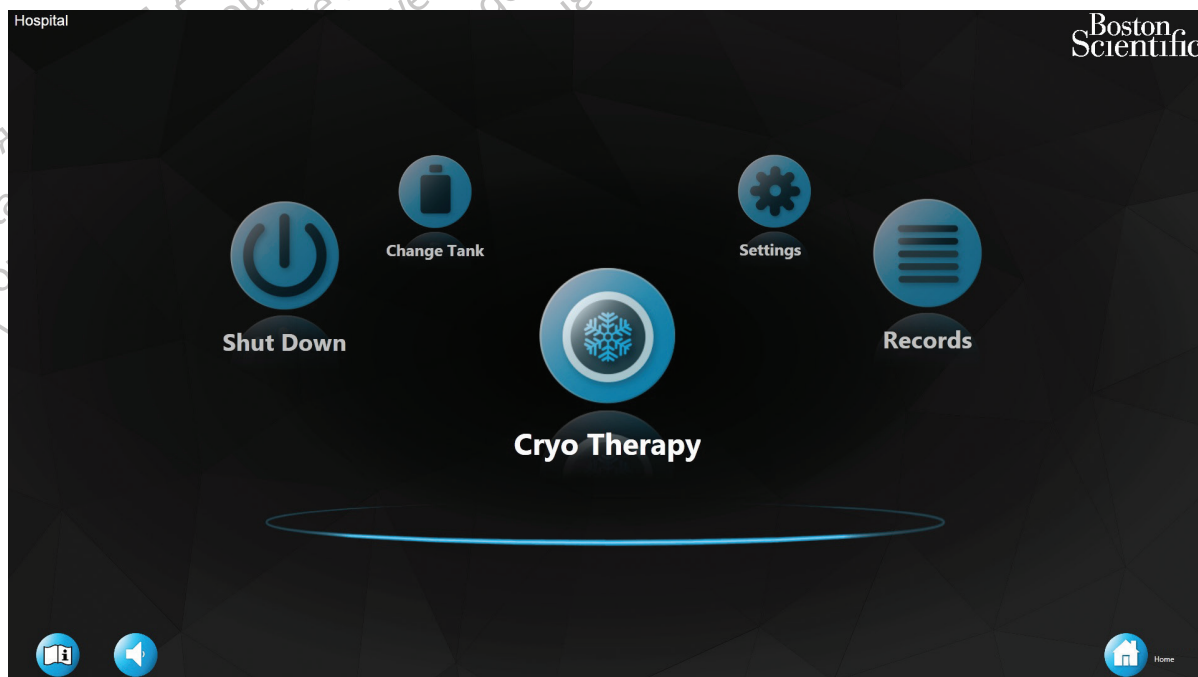 Hospital
Boston
Scientific
Change Tank
Settings
Shut Down
Records
Cryo Therapy
Home